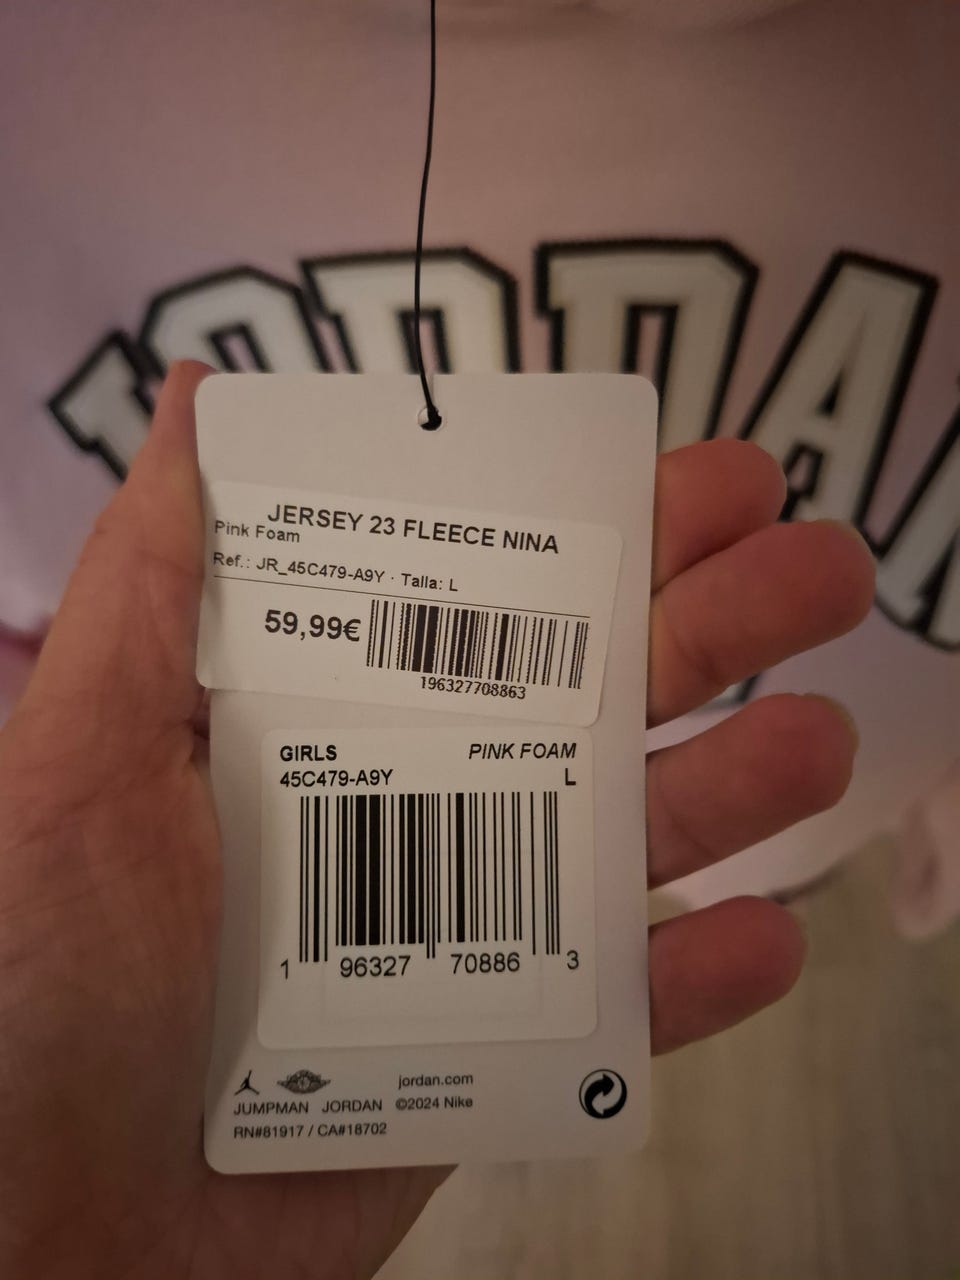 JORDAN
JERSEY 23 FLEECE NINA
Pink Foam
Ref.: JR_45C479-A9Y · Talla: L
59,99€
196327708863
GIRLS PINK FOAM
45C479-A9Y L
1 96327 70886 3
jordan.com
JUMPMAN JORDAN ©2024 Nike
RN#81917 / CA#18702